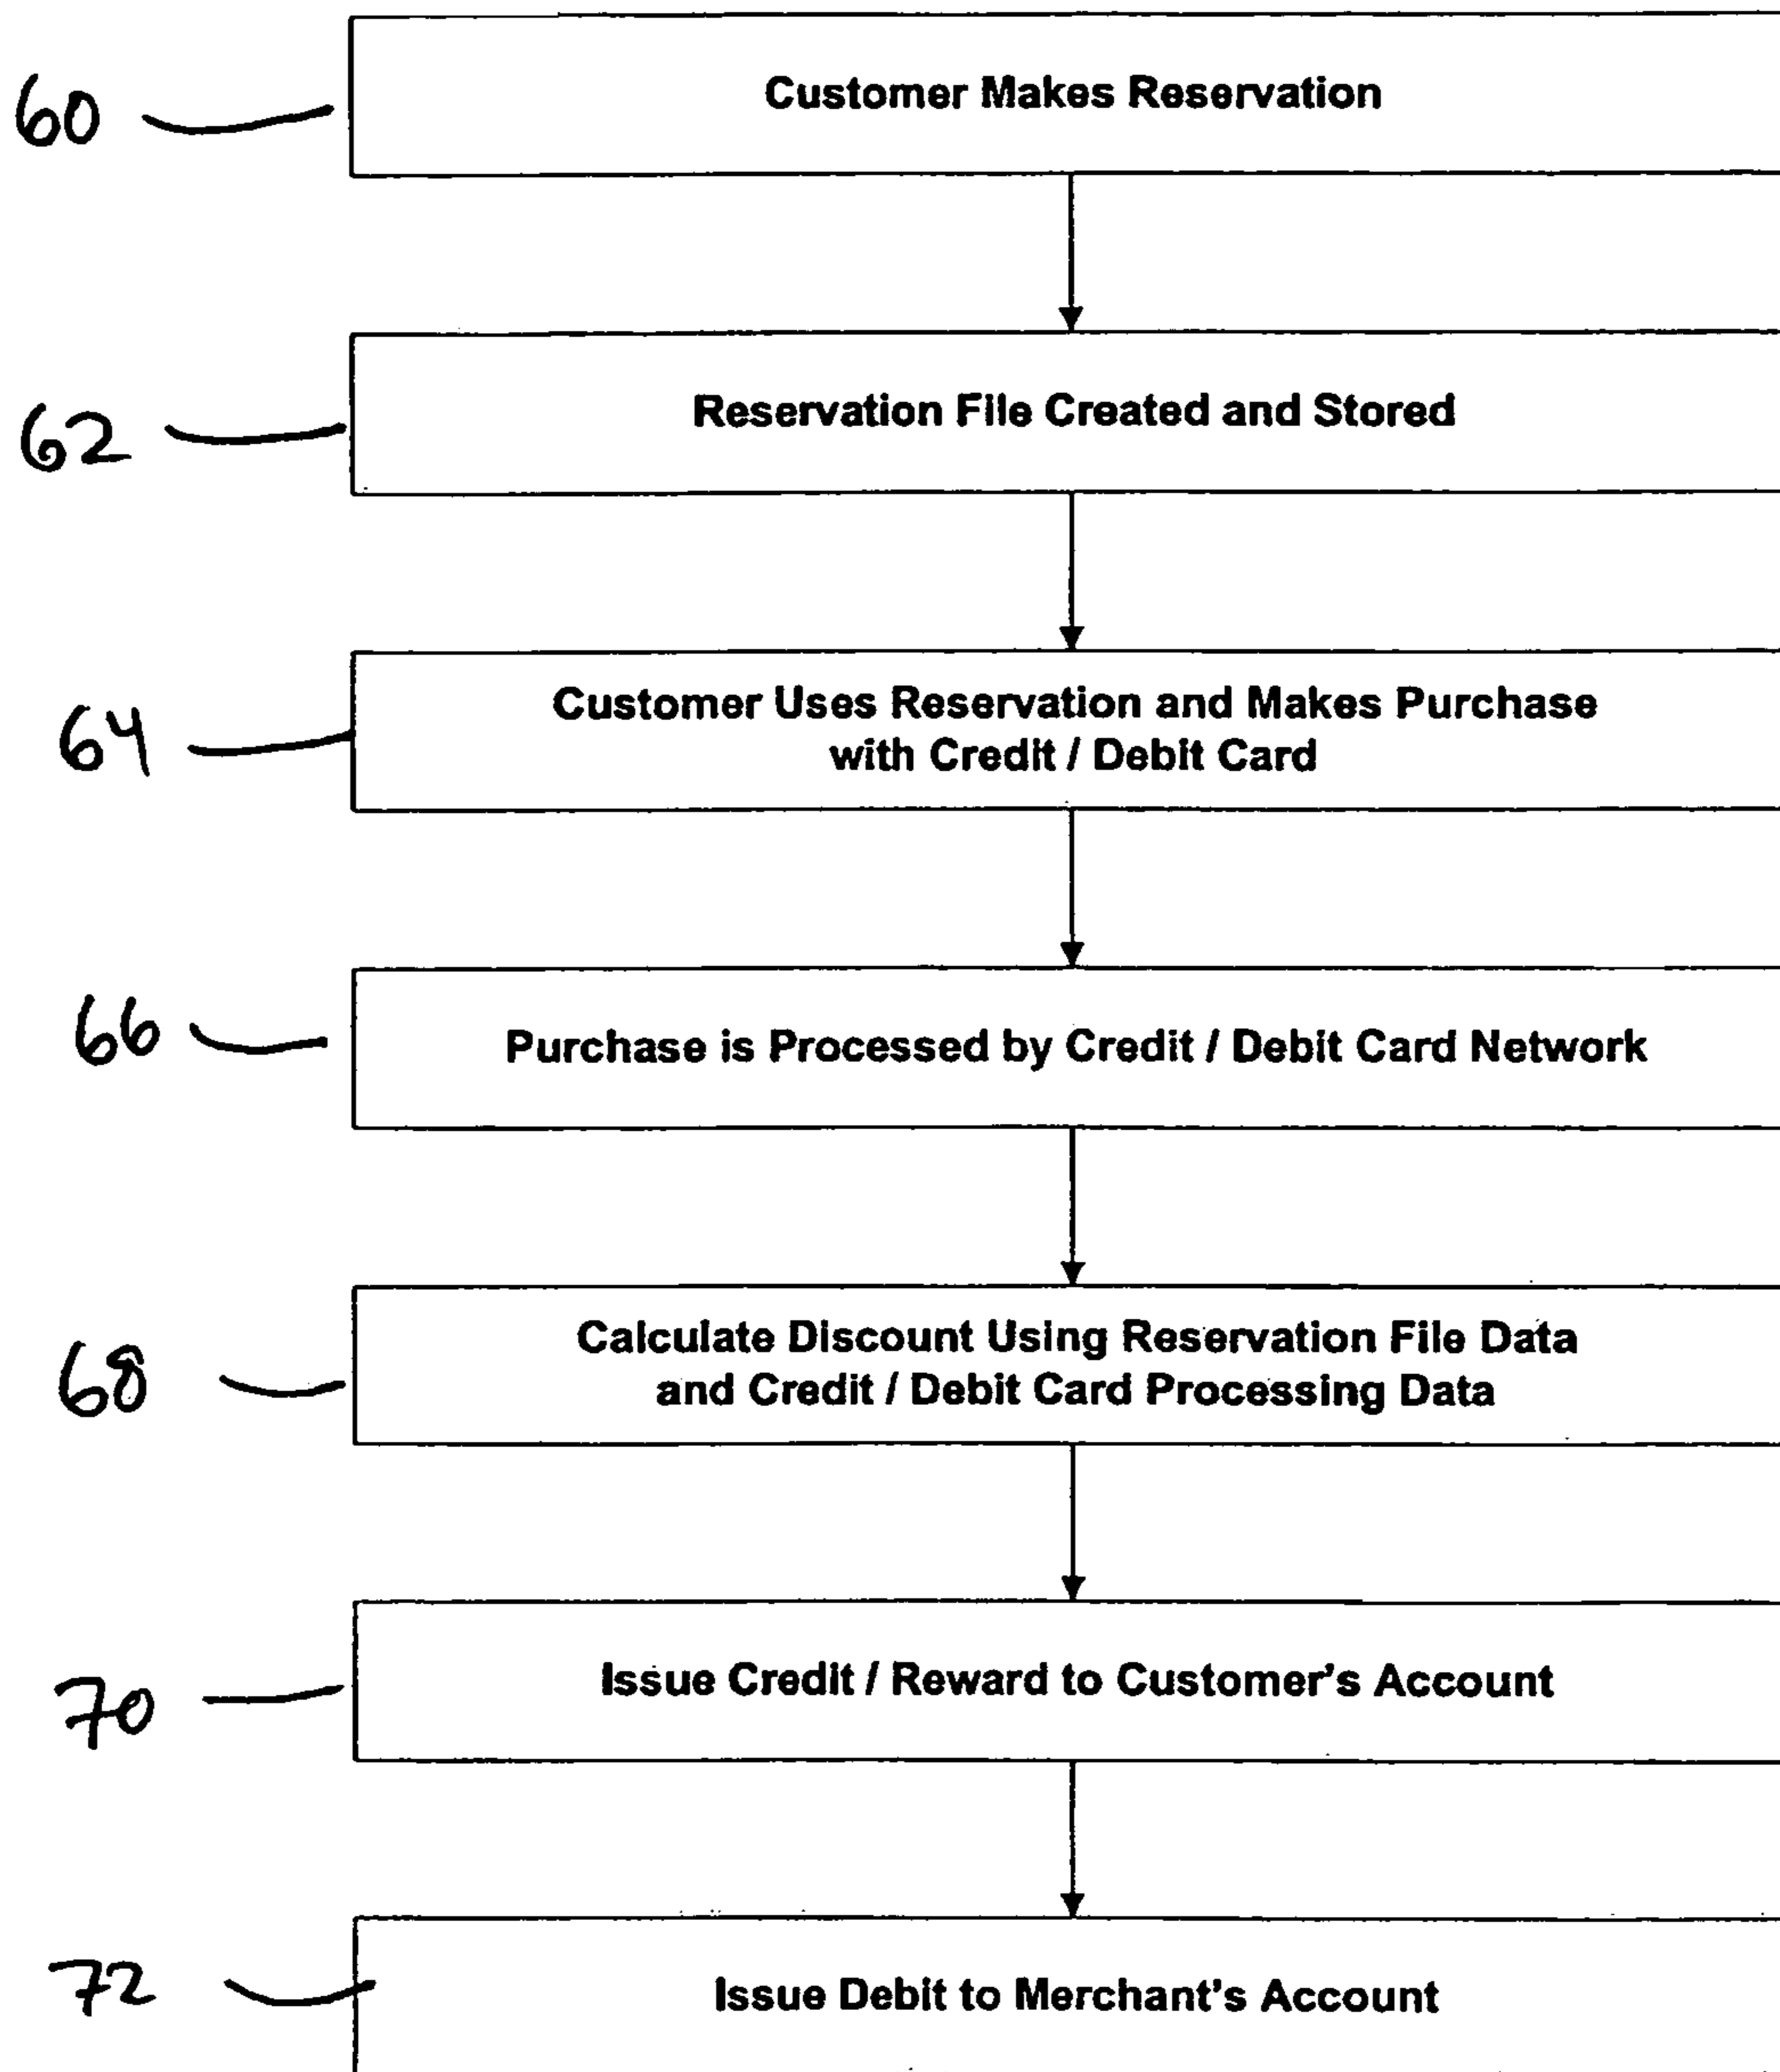 60
Customer Makes Reservation
62
Reservation File Created and Stored
64
Customer Uses Reservation and Makes Purchase
with Credit / Debit Card
66
Purchase is Processed by Credit / Debit Card Network
68
Calculate Discount Using Reservation File Data
and Credit / Debit Card Processing Data
70
Issue Credit / Reward to Customer's Account
72
Issue Debit to Merchant's Account